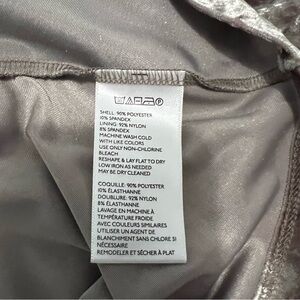 SHELL: 90% POLYESTER
10% SPANDEX
LINING: 92% NYLON
8% SPANDEX
MACHINE WASH COLD
WITH LIKE COLORS
USE ONLY NON-CHLORINE
BLEACH
RESHAPE & LAY FLAT TO DRY
LOW IRON AS NEEDED
MAY BE DRY CLEANED
COQUILLE: 90% POLYESTER
10% ÉLASTHANNE
DOUBLURE: 92% NYLON
8% ÉLASTHANNE
LAVAGE EN MACHINE À
TEMPÉRATURE FROIDE
AVEC COULEURS SIMILAIRES
UTILISER UN AGENT DE
BLANCHIMENT SANS CHLORE SI
NÉCESSAIRE
REMODELER ET SÉCHER À PLAT